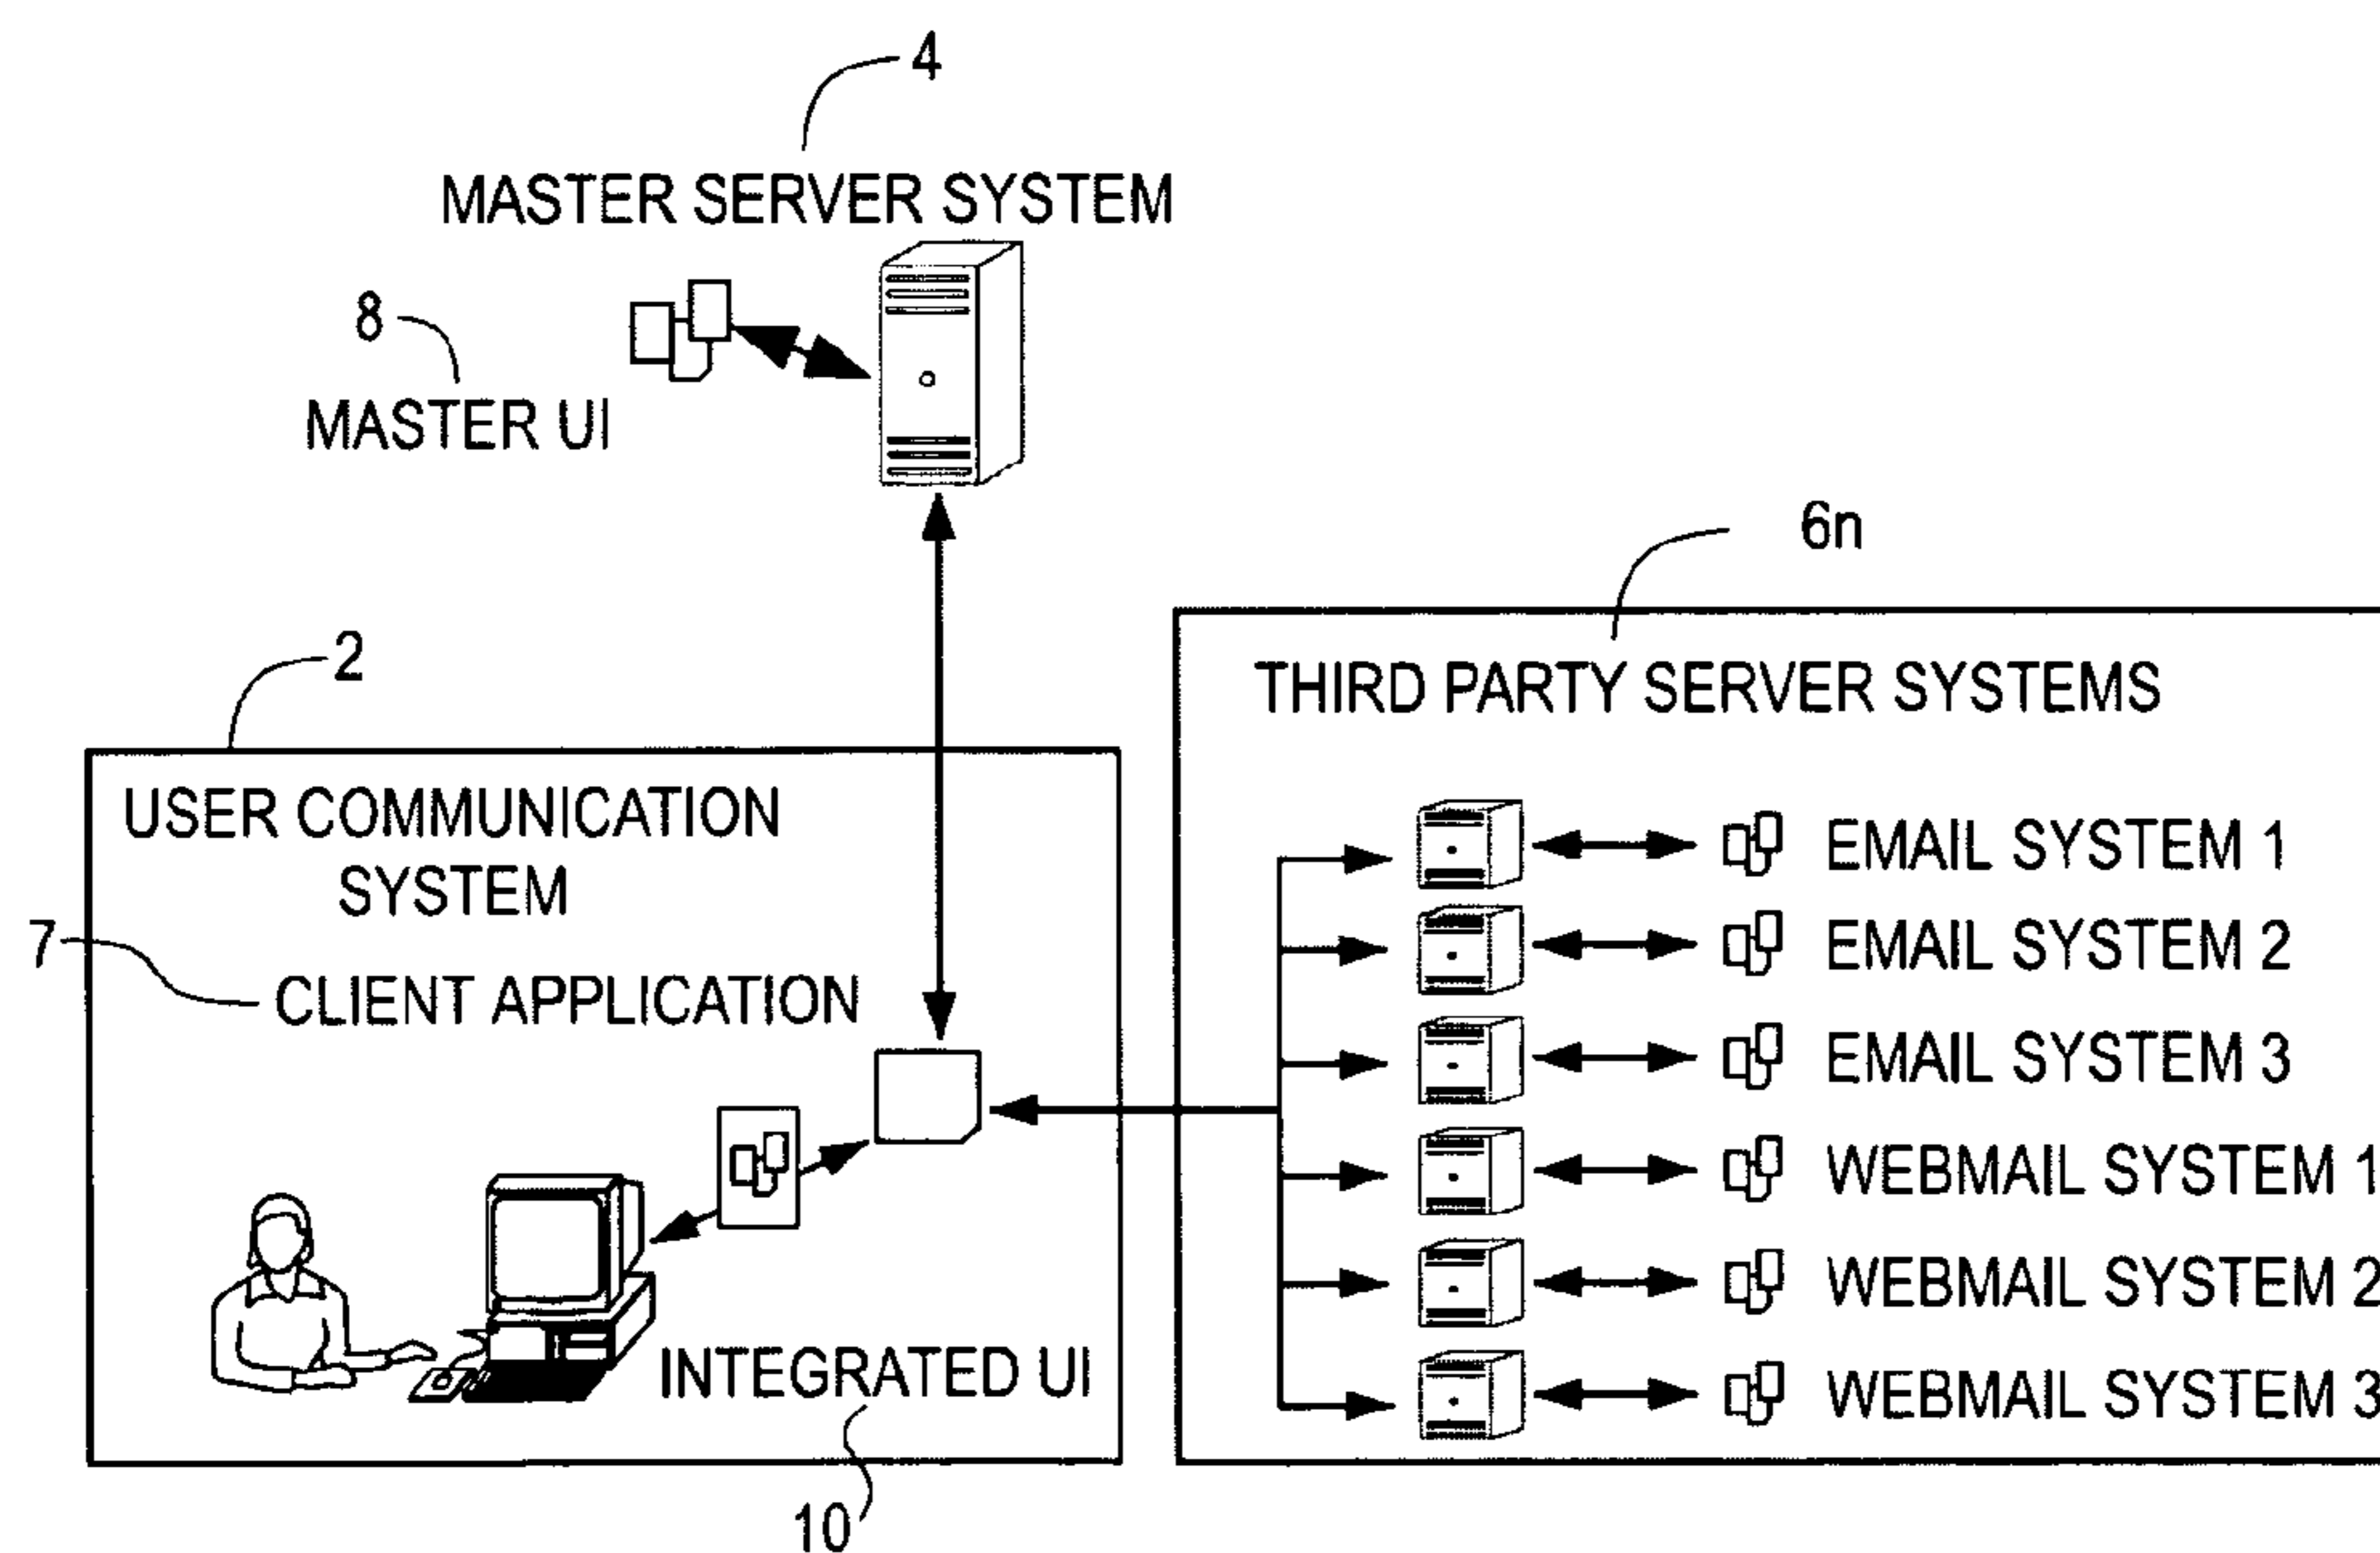 4
MASTER SERVER SYSTEM
8
MASTER UI
6n
THIRD PARTY SERVER SYSTEMS
2
USER COMMUNICATION
SYSTEM
7
CLIENT APPLICATION
INTEGRATED UI
10
EMAIL SYSTEM 1
EMAIL SYSTEM 2
EMAIL SYSTEM 3
WEBMAIL SYSTEM 1
WEBMAIL SYSTEM 2
WEBMAIL SYSTEM 3